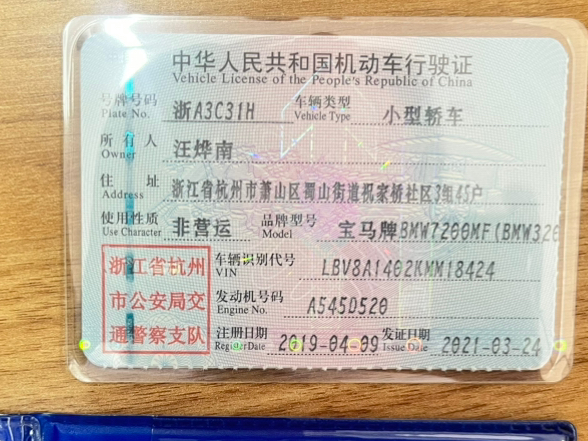 中华人民共和国机动车行驶证
Vehicle License of the People's Republic of China
号牌号码 浙A3C31H 车辆类型 小型轿车
Plate No. Vehicle Type
所有人 汪烨南
Owner
住址 浙江省杭州市萧山区蜀山街道祝家桥社区3组45户
Address
使用性质 非营运 品牌型号 宝马牌BMW7200MF(BMW320
Use Character Model
浙江省杭州 车辆识别代号 LBV8A1402KMM18424
VIN
市公安局交 发动机号码 A545D520
Engine No.
通警察支队 注册日期 2019-04-09 发证日期 2021-03-24
Register Date Issue Date